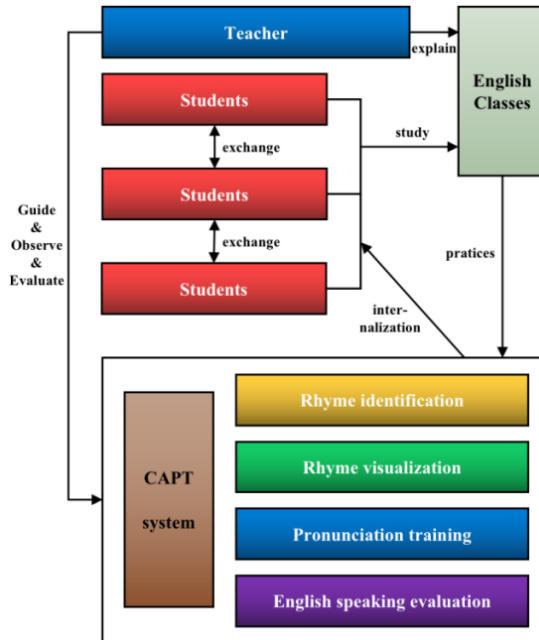 Teacher
explain
English
Classes
Students
exchange
study
Students
Guide
&
Observe
&
Evaluate
exchange
Students
pratices
inter-
nalization
Rhyme identification
CAPT
system
Rhyme visualization
Pronunciation training
English speaking evaluation